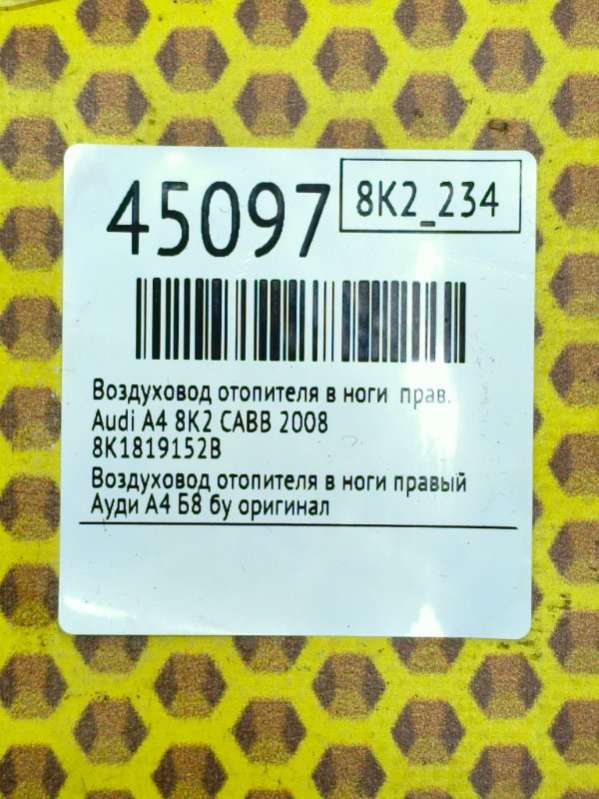 45097
8K2_234
Воздуховод отопителя в ноги прав.
Audi A4 8K2 CABB 2008
8K1819152B
Воздуховод отопителя в ноги правый
Ауди А4 Б8 бу оригинал